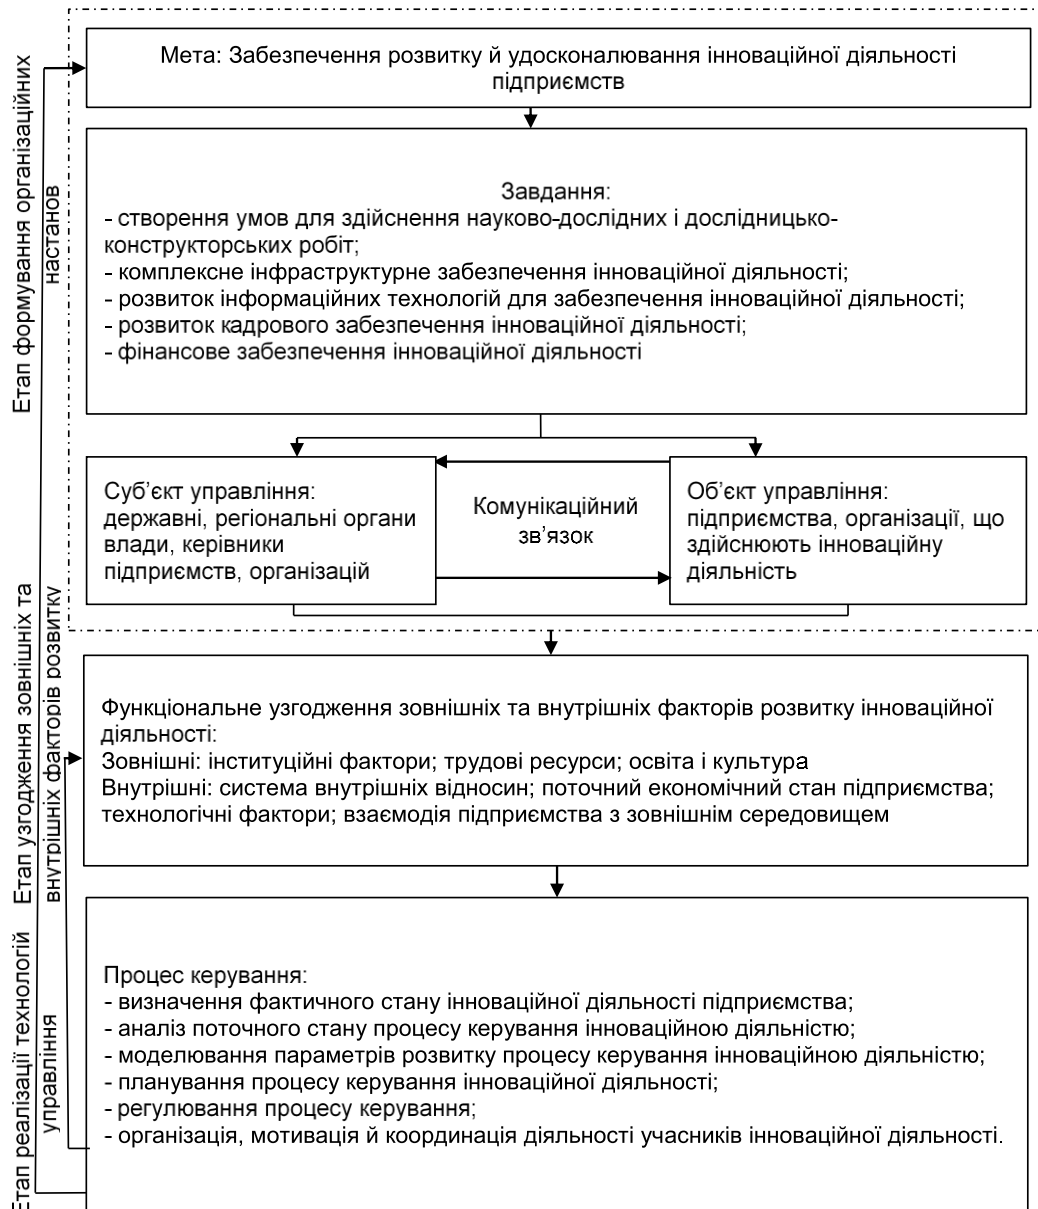 Етап формування організаційних
настанов
Мета: Забезпечення розвитку й удосконалювання інноваційної діяльності
підприємств
Завдання:
- створення умов для здійснення науково-дослідних і дослідницько-
конструкторських робіт;
- комплексне інфраструктурне забезпечення інноваційної діяльності;
- розвиток інформаційних технологій для забезпечення інноваційної діяльності;
- розвиток кадрового забезпечення інноваційної діяльності;
- фінансове забезпечення інноваційної діяльності
Суб’єкт управління:
державні, регіональні органи
влади, керівники
підприємств, організацій
Комунікаційний
зв’язок
Об’єкт управління:
підприємства, організації, що
здійснюють інноваційну
діяльність
Етап узгодження зовнішніх та
внутрішніх факторів розвитку
Функціональне узгодження зовнішніх та внутрішніх факторів розвитку інноваційної
діяльності:
Зовнішні: інституційні фактори; трудові ресурси; освіта і культура
Внутрішні: система внутрішніх відносин; поточний економічний стан підприємства;
технологічні фактори; взаємодія підприємства з зовнішнім середовищем
Етап реалізації технологій
управління
Процес керування:
- визначення фактичного стану інноваційної діяльності підприємства;
- аналіз поточного стану процесу керування інноваційною діяльністю;
- моделювання параметрів розвитку процесу керування інноваційною діяльністю;
- планування процесу керування інноваційної діяльності;
- регулювання процесу керування;
- організація, мотивація й координація діяльності учасників інноваційної діяльності.